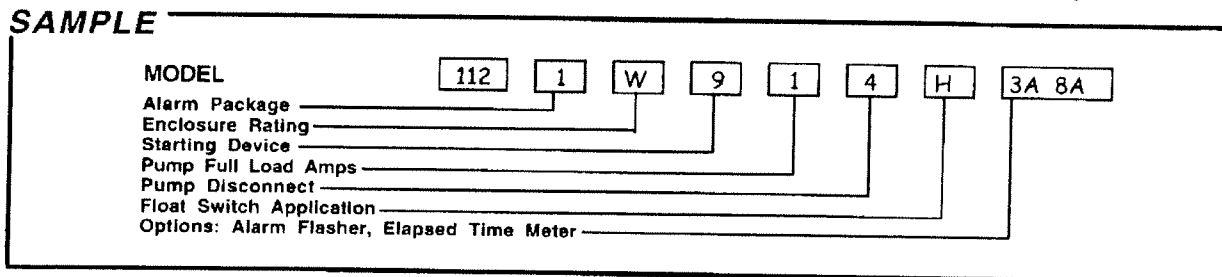 SAMPLE
MODEL 112 1 W 9 1 4 H 3A 8A
Alarm Package
Enclosure Rating
Starting Device
Pump Full Load Amps
Pump Disconnect
Float Switch Application
Options: Alarm Flasher, Elapsed Time Meter